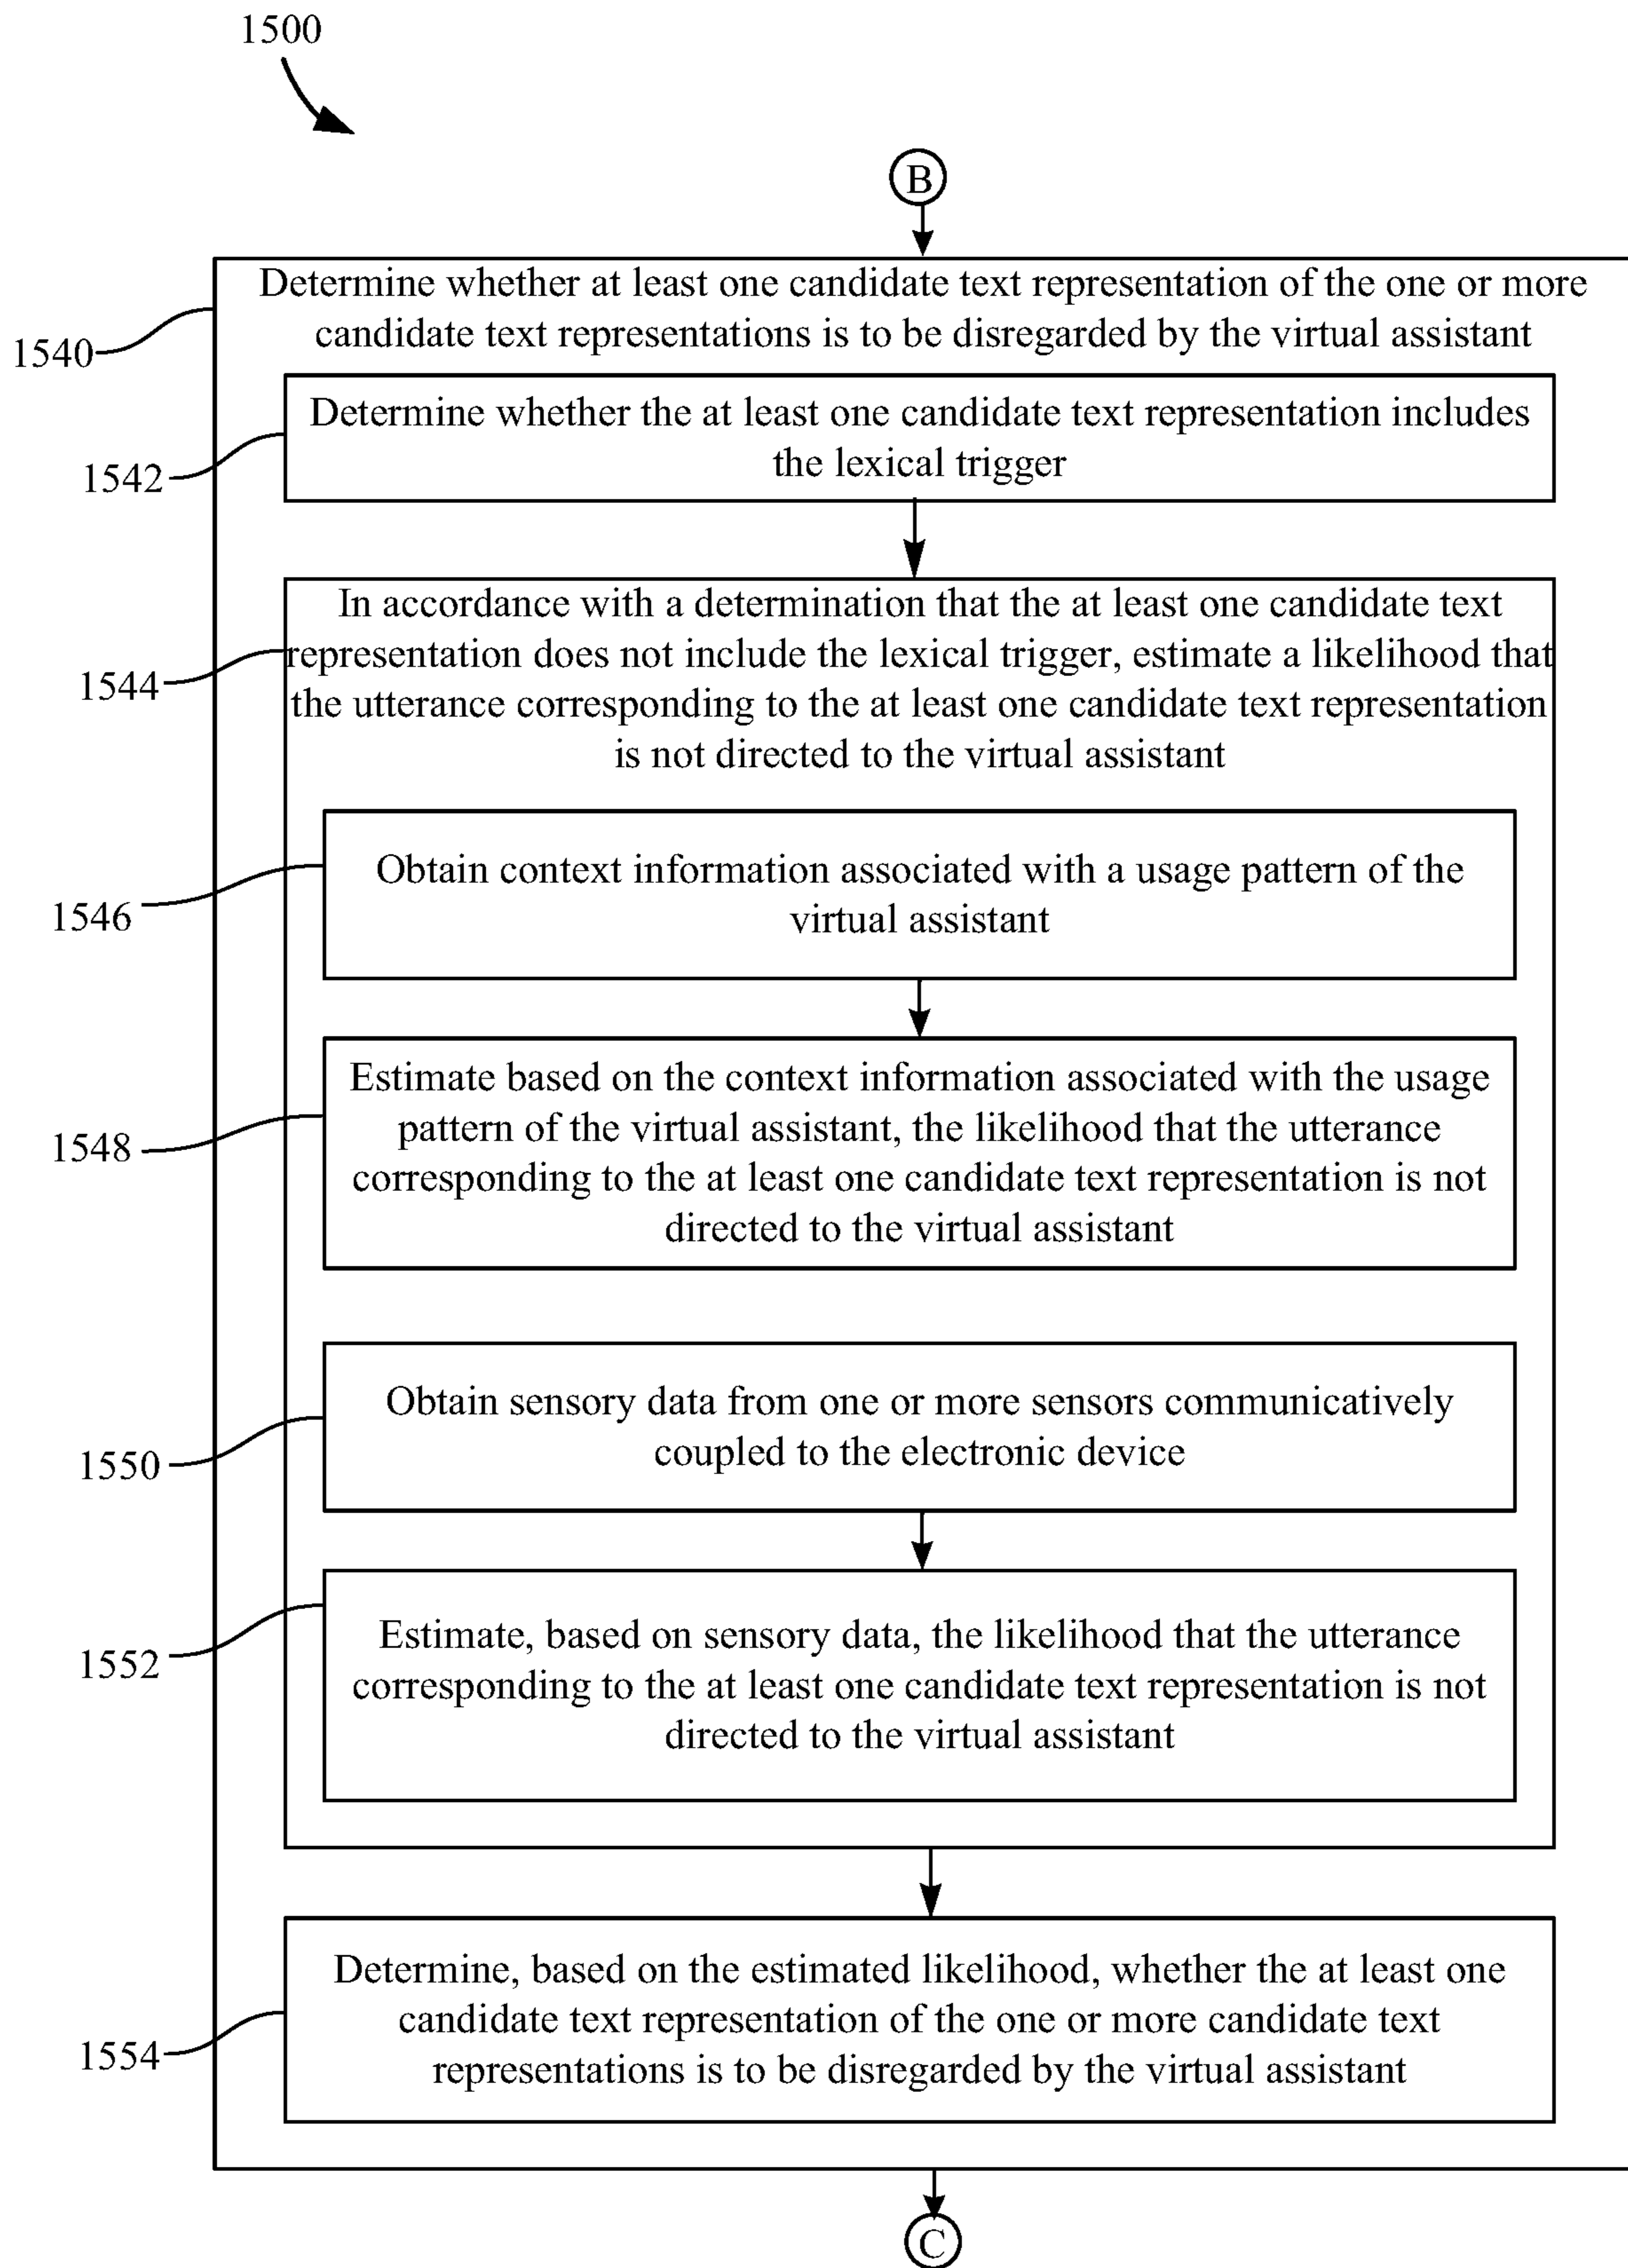 1500
B
Determine whether at least one candidate text representation of the one or more
candidate text representations is to be disregarded by the virtual assistant
1540
Determine whether the at least one candidate text representation includes
the lexical trigger
1542
In accordance with a determination that the at least one candidate text
representation does not include the lexical trigger, estimate a likelihood that
the utterance corresponding to the at least one candidate text representation
is not directed to the virtual assistant
1544
Obtain context information associated with a usage pattern of the
virtual assistant
1546
Estimate based on the context information associated with the usage
pattern of the virtual assistant, the likelihood that the utterance
corresponding to the at least one candidate text representation is not
directed to the virtual assistant
1548
Obtain sensory data from one or more sensors communicatively
coupled to the electronic device
1550
Estimate, based on sensory data, the likelihood that the utterance
corresponding to the at least one candidate text representation is not
directed to the virtual assistant
1552
Determine, based on the estimated likelihood, whether the at least one
candidate text representation of the one or more candidate text
representations is to be disregarded by the virtual assistant
1554
C